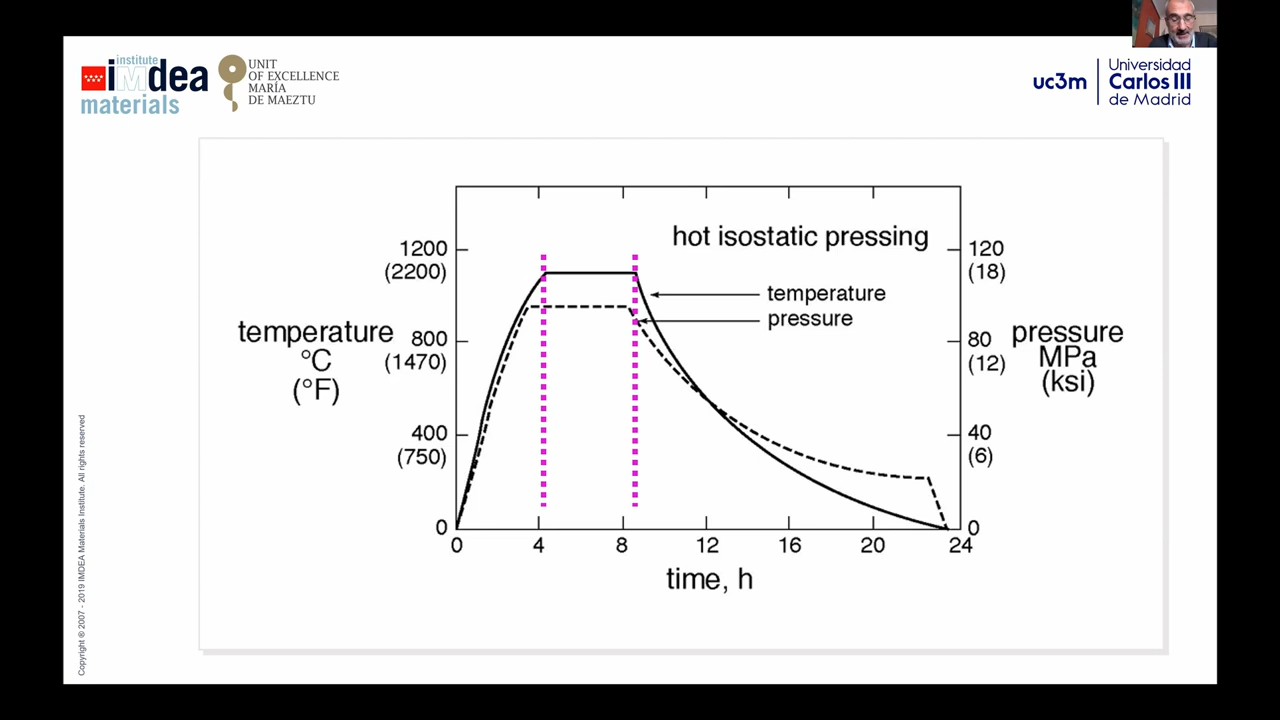 institute
iMdea
materials
UNIT
OF EXCELLENCE
MARÍA
DE MAEZTU
uc3m
Universidad
Carlos III
de Madrid
hot isostatic pressing
temperature
pressure
temperature
°C
(°F)
1200
(2200)
800
(1470)
400
(750)
0
120
(18)
80
(12)
40
(6)
0
pressure
MPa
(ksi)
0 4 8 12 16 20 24
time, h
Copyright ® 2007 - 2019 IMDEA Materials Institute. All rights reserved